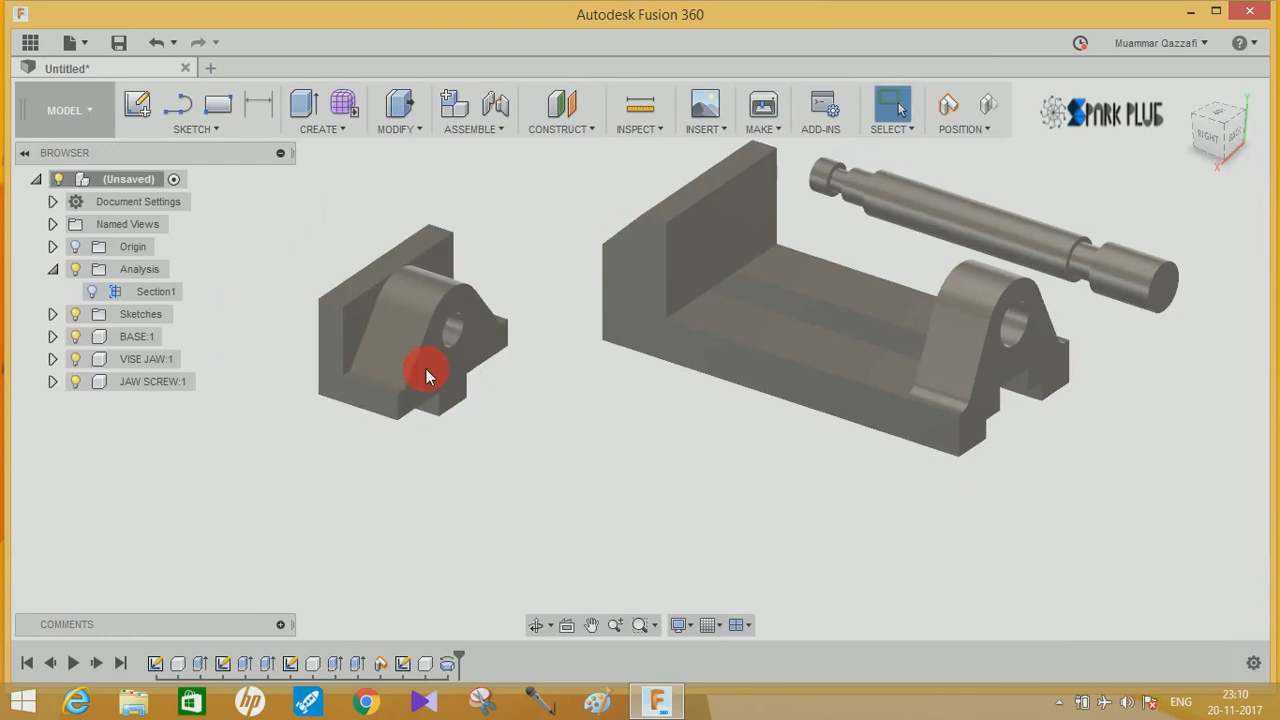 Autodesk Fusion 360
Muammar Qazzafi
Untitled*
MODEL
SKETCH
CREATE
MODIFY
ASSEMBLE
CONSTRUCT
INSPECT
INSERT
MAKE
ADD-INS
SELECT
POSITION
SPARK PLUG
RIGHT
BACK
Y
X
BROWSER
(Unsaved)
Document Settings
Named Views
Origin
Analysis
Section1
Sketches
BASE:1
VISE JAW:1
JAW SCREW:1
COMMENTS
F
360
ENG
23:10
20-11-2017